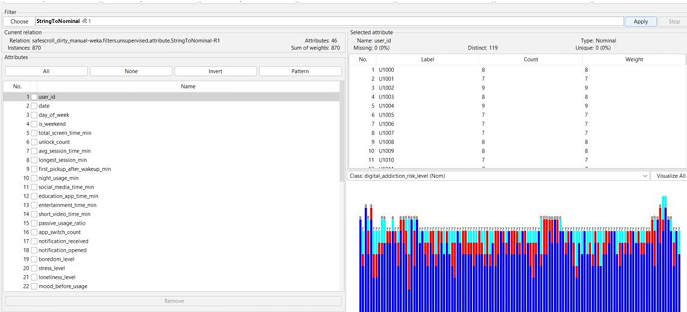 Filter
Choose StringToNominal -R1 Apply Stop
Current relation
Relation: safescroll_dirty_manual-weka.filters.unsupervised.attribute.StringToNominal-R1 Attributes: 46
Instances: 870 Sum of weights: 870
Attributes
All None Invert Pattern
No. Name
1 user_id
2 date
3 day_of_week
4 is_weekend
5 total_screen_time_min
6 unlock_count
7 avg_session_time_min
8 longest_session_min
9 first_pickup_after_wakeup_min
10 night_usage_min
11 social_media_time_min
12 education_app_time_min
13 entertainment_time_min
14 short_video_time_min
15 passive_usage_ratio
16 app_switch_count
17 notification_received
18 notification_opened
19 boredom_level
20 stress_level
21 loneliness_level
22 mood_before_usage
Remove
Selected attribute
Name: user_id Type: Nominal
Missing: 0 (0%) Distinct: 119 Unique: 0 (0%)
No. Label Count Weight
1 U1000 8 8
2 U1001 7 7
3 U1002 9 9
4 U1003 8 8
5 U1004 9 9
6 U1005 7 7
7 U1006 7 7
8 U1007 7 7
9 U1008 8 8
10 U1009 8 8
11 U1010 7 7
Class: digital_addiction_risk_level (Nom) Visualize All